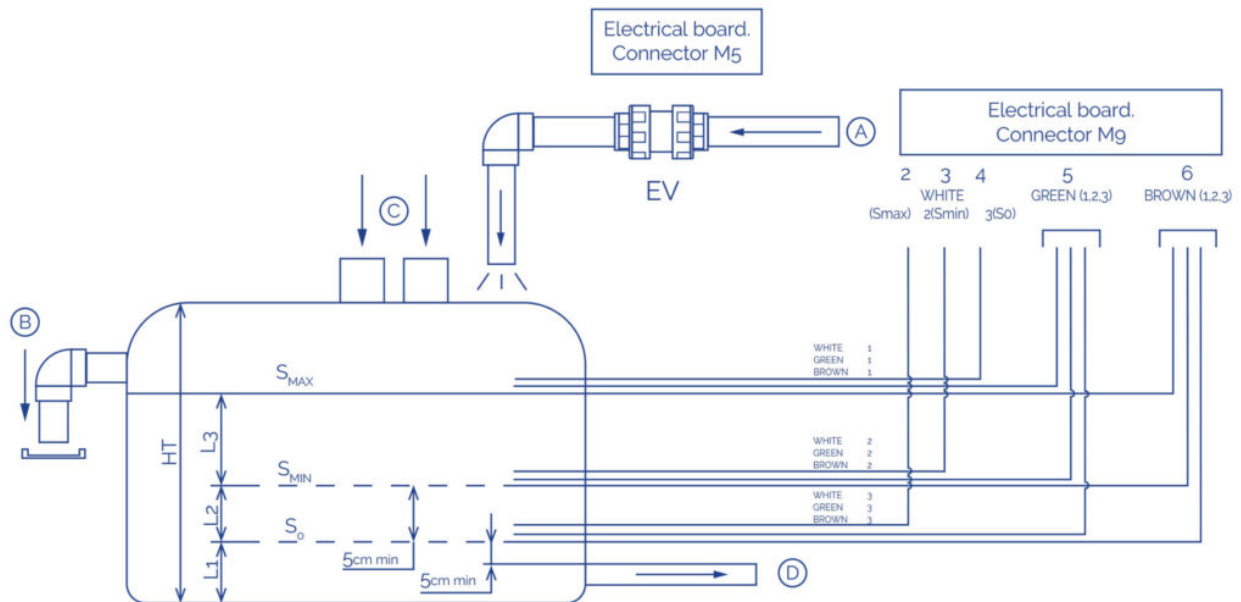 Electrical board.
Connector M5
A
EV
Electrical board.
Connector M9
2 3 4 5 6
WHITE GREEN (1,2,3) BROWN (1,2,3)
(Smax) 2(Smin) 3(S0)
C
B
WHITE 1
GREEN 1
BROWN 1
SMAX
HT
L3
WHITE 2
GREEN 2
BROWN 2
SMIN
L2
WHITE 3
GREEN 3
BROWN 3
S0
L1
5cm min
5cm min
D